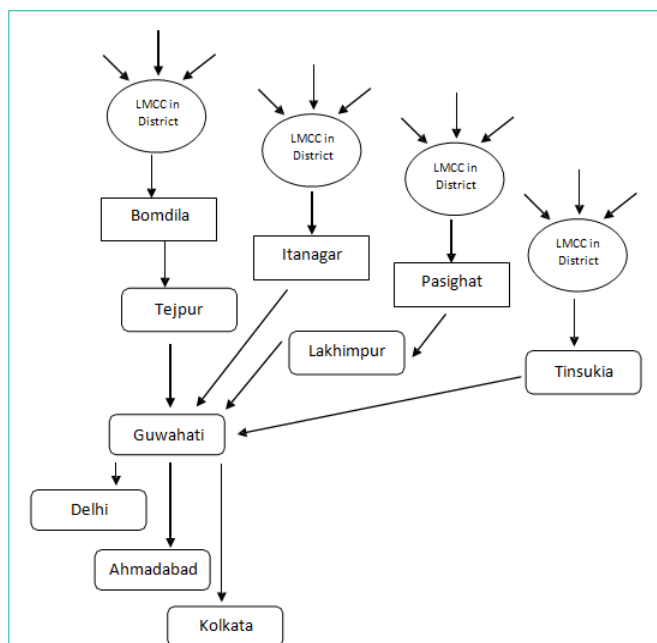 LMCC in
District
LMCC in
District
LMCC in
District
LMCC in
District
Bomdila
Itanagar
Pasighat
Tejpur
Lakhimpur
Tinsukia
Guwahati
Delhi
Ahmadabad
Kolkata